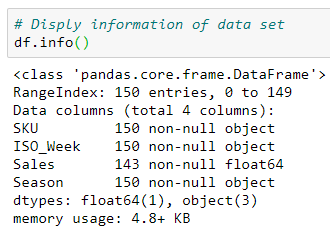 # Disply information of data set
df.info()
<class 'pandas.core.frame.DataFrame'>
RangeIndex: 150 entries, 0 to 149
Data columns (total 4 columns):
SKU         150 non-null object
ISO_Week    150 non-null object
Sales       143 non-null float64
Season      150 non-null object
dtypes: float64(1), object(3)
memory usage: 4.8+ KB